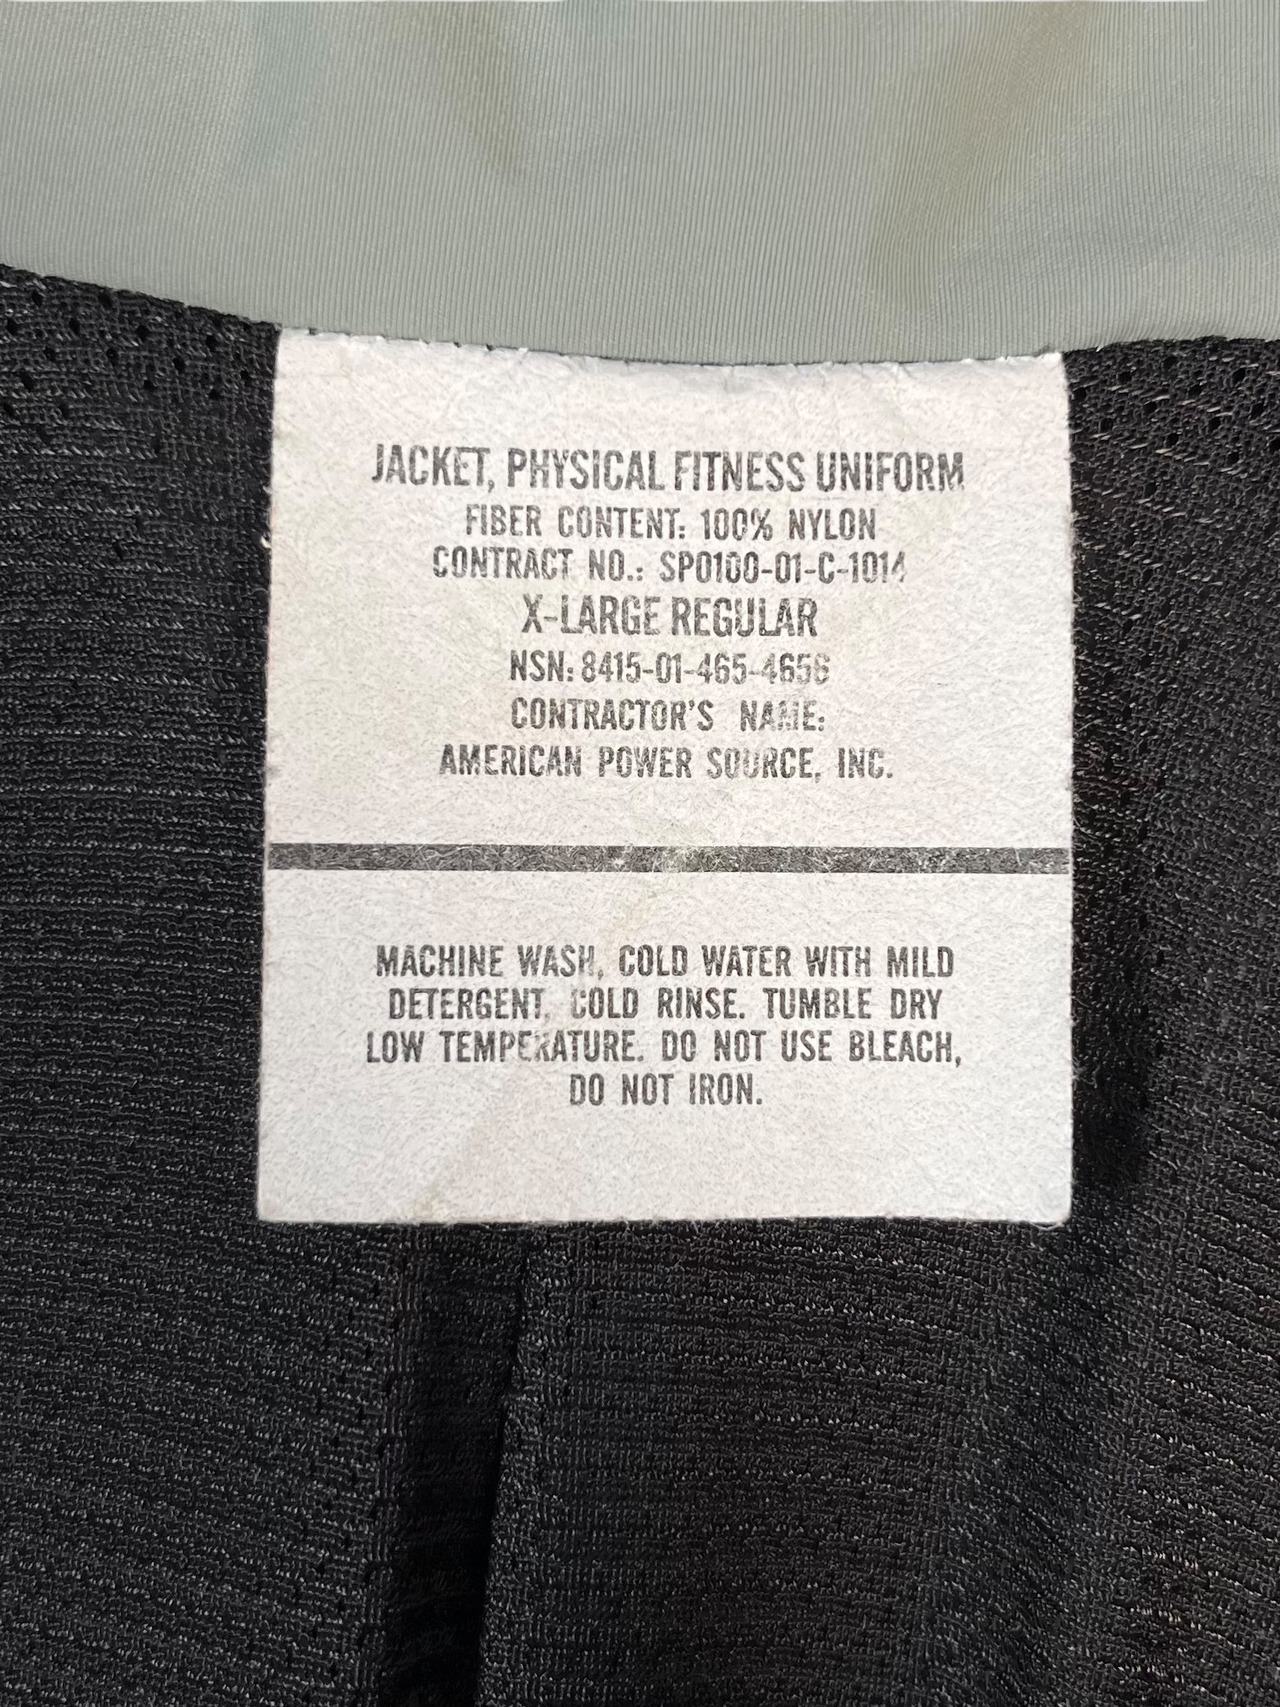 JACKET, PHYSICAL FITNESS UNIFORM
FIBER CONTENT: 100% NYLON
CONTRACT NO.: SP0100-01-C-1014
X-LARGE REGULAR
NSN: 8415-01-465-4656
CONTRACTOR'S NAME:
AMERICAN POWER SOURCE, INC.
MACHINE WASH, COLD WATER WITH MILD
DETERGENT, COLD RINSE. TUMBLE DRY
LOW TEMPERATURE. DO NOT USE BLEACH,
DO NOT IRON.